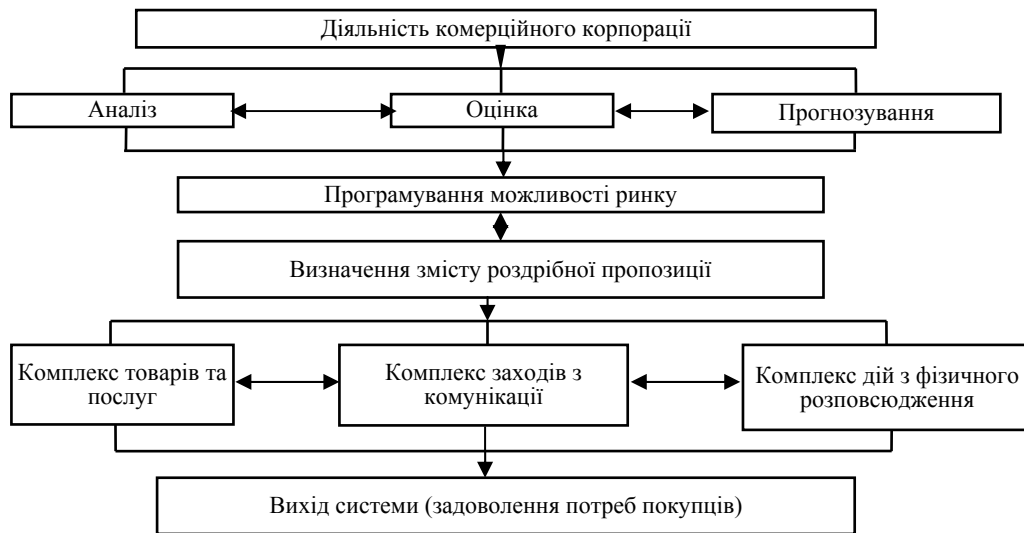 Діяльність комерційного корпорації
Аналіз
Оцінка
Прогнозування
Програмування можливості ринку
Визначення змісту роздрібної пропозиції
Комплекс товарів та
послуг
Комплекс заходів з
комунікації
Комплекс дій з фізичного
розповсюдження
Вихід системи (задоволення потреб покупців)